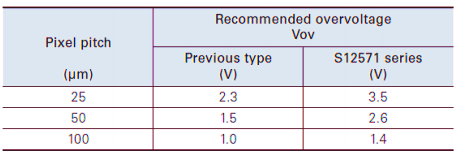 Pixel pitch
(µm)
Recommended overvoltage
Vov
Previous type
(V)
S12571 series
(V)
25 2.3 3.5
50 1.5 2.6
100 1.0 1.4